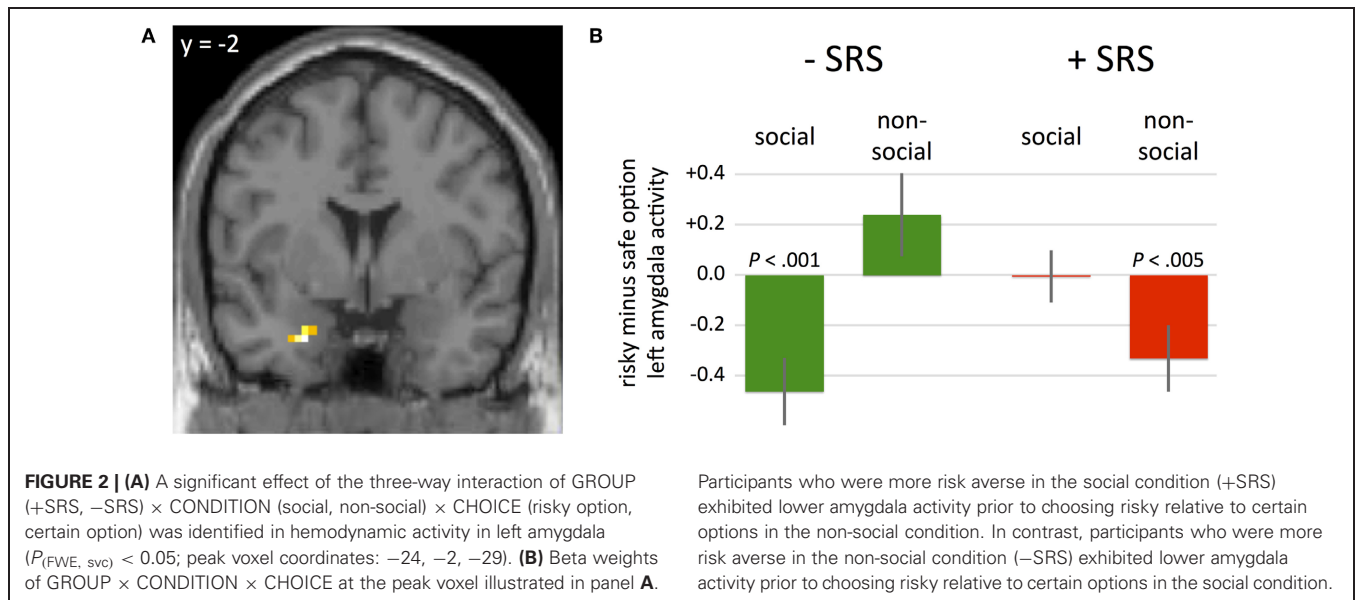 A
y = -2
B
- SRS
+ SRS
social
non-
social
social
non-
social
risky minus safe option
left amygdala activity
+0.4
+0.2
0.0
-0.2
-0.4
P < .001
P < .005
FIGURE 2 | (A) A significant effect of the three-way interaction of GROUP
(+SRS, −SRS) × CONDITION (social, non-social) × CHOICE (risky option,
certain option) was identified in hemodynamic activity in left amygdala
(P(FWE, svc) < 0.05; peak voxel coordinates: −24, −2, −29). (B) Beta weights
of GROUP × CONDITION × CHOICE at the peak voxel illustrated in panel A.
Participants who were more risk averse in the social condition (+SRS)
exhibited lower amygdala activity prior to choosing risky relative to certain
options in the non-social condition. In contrast, participants who were more
risk averse in the non-social condition (−SRS) exhibited lower amygdala
activity prior to choosing risky relative to certain options in the social condition.